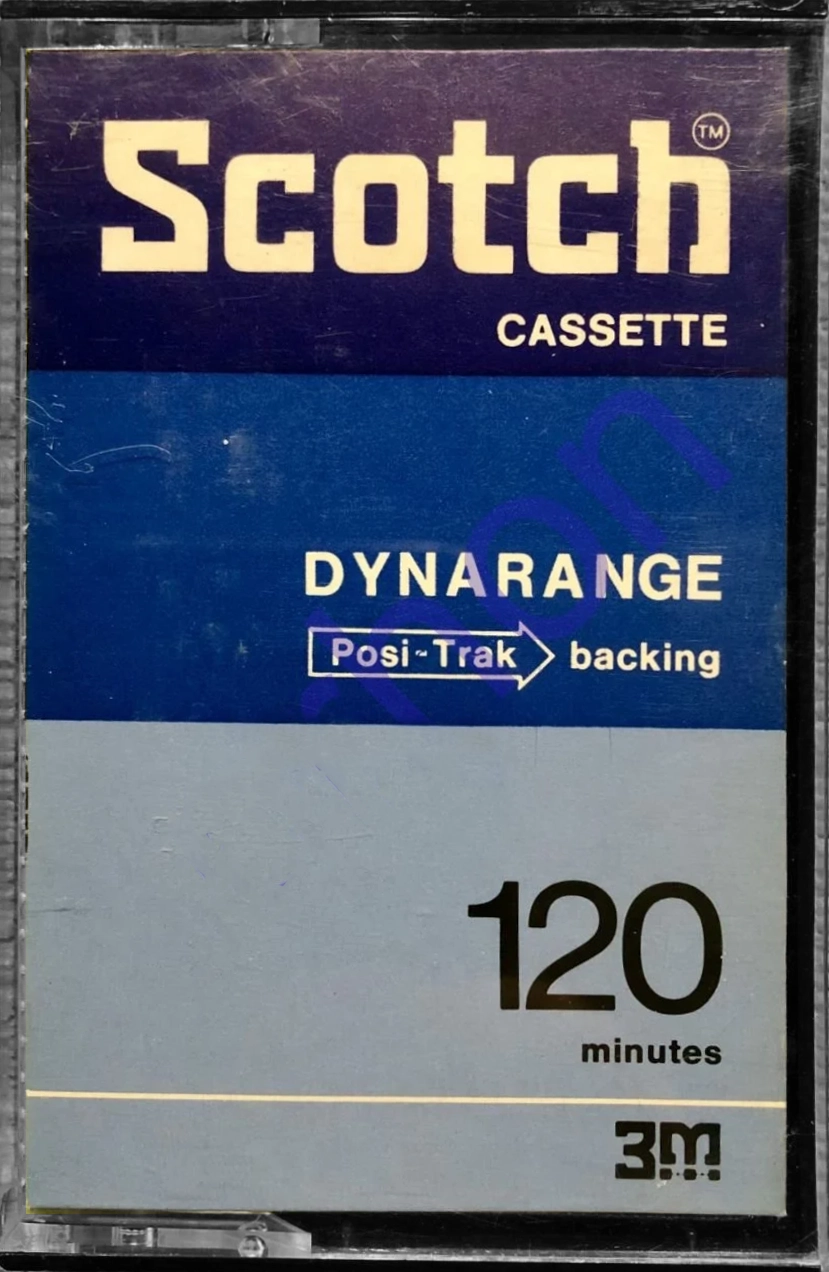 Scotch™
CASSETTE
DYNARANGE
Posi-Trak backing
120
minutes
3M